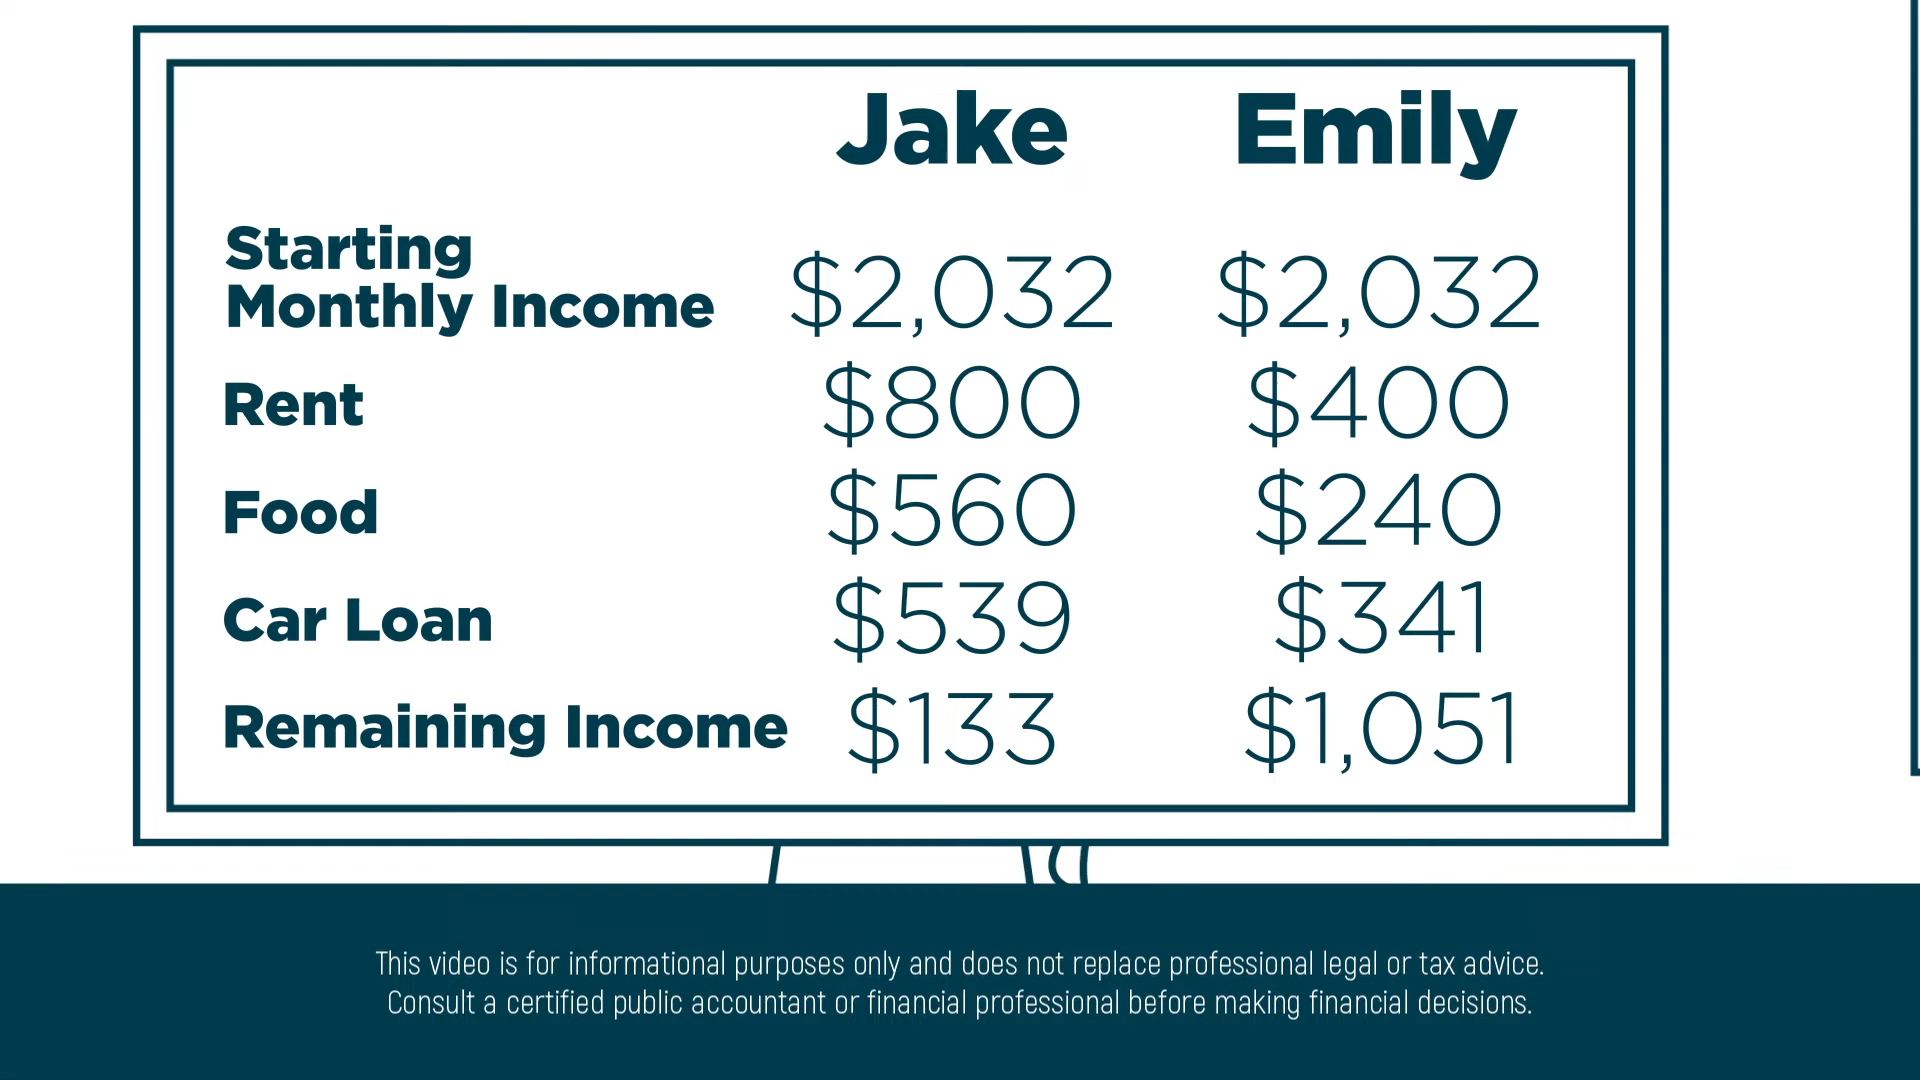 Jake Emily
Starting
Monthly Income $2,032 $2,032
Rent $800 $400
Food $560 $240
Car Loan $539 $341
Remaining Income $133 $1,051
This video is for informational purposes only and does not replace professional legal or tax advice.
Consult a certified public accountant or financial professional before making financial decisions.